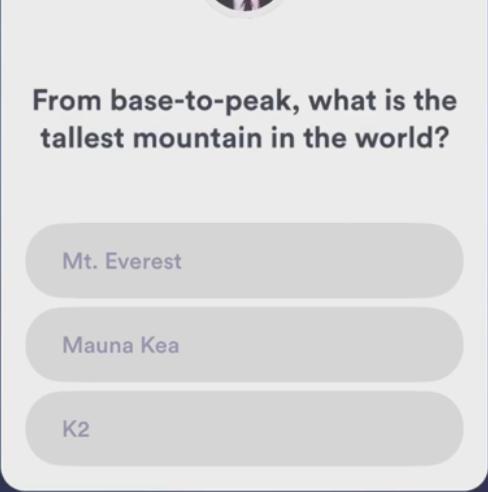 From base-to-peak, what is the
tallest mountain in the world?
Mt. Everest
Mauna Kea
K2